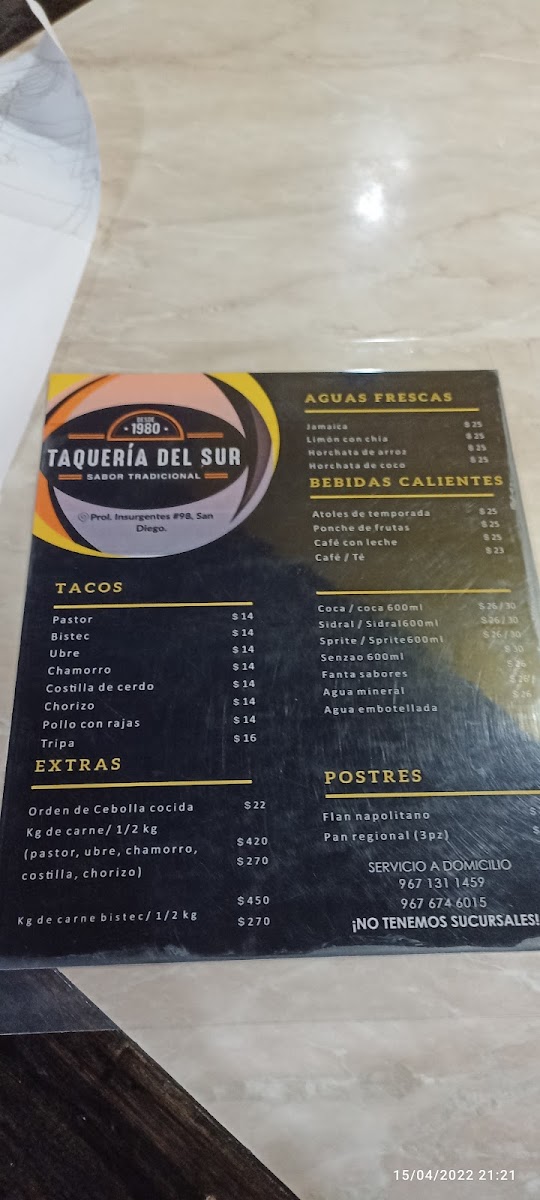 DESDE
• 1980 •
TAQUERÍA DEL SUR
SABOR TRADICIONAL
Prol. Insurgentes #98, San
Diego.
TACOS
Pastor $ 14
Bistec $ 14
Ubre $ 14
Chamorro $ 14
Costilla de cerdo $ 14
Chorizo $ 14
Pollo con rajas $ 14
Tripa $ 16
EXTRAS
Orden de Cebolla cocida $22
Kg de carne/ 1/2 kg
(pastor, ubre, chamorro, $420
costilla, chorizo) $270
$450
Kg de carne bistec/ 1/2 kg $270
AGUAS FRESCAS
Jamaica $ 25
Limón con chia $ 25
Horchata de arroz $ 25
Horchata de coco $ 25
BEBIDAS CALIENTES
Atoles de temporada $ 25
Ponche de frutas $ 25
Café con leche $ 25
Café / Té $ 23
Coca / coca 600ml $ 26 / 30
Sidral / Sidral600ml $ 26 / 30
Sprite / Sprite600ml $ 26 / 30
Senzao 600ml $ 30
Fanta sabores $ 26
Agua mineral $ 26
Agua embotellada $ 26
POSTRES
Flan napolitano $
Pan regional (3pz) $
SERVICIO A DOMICILIO
967 131 1459
967 674 6015
¡NO TENEMOS SUCURSALES!
15/04/2022 21:21